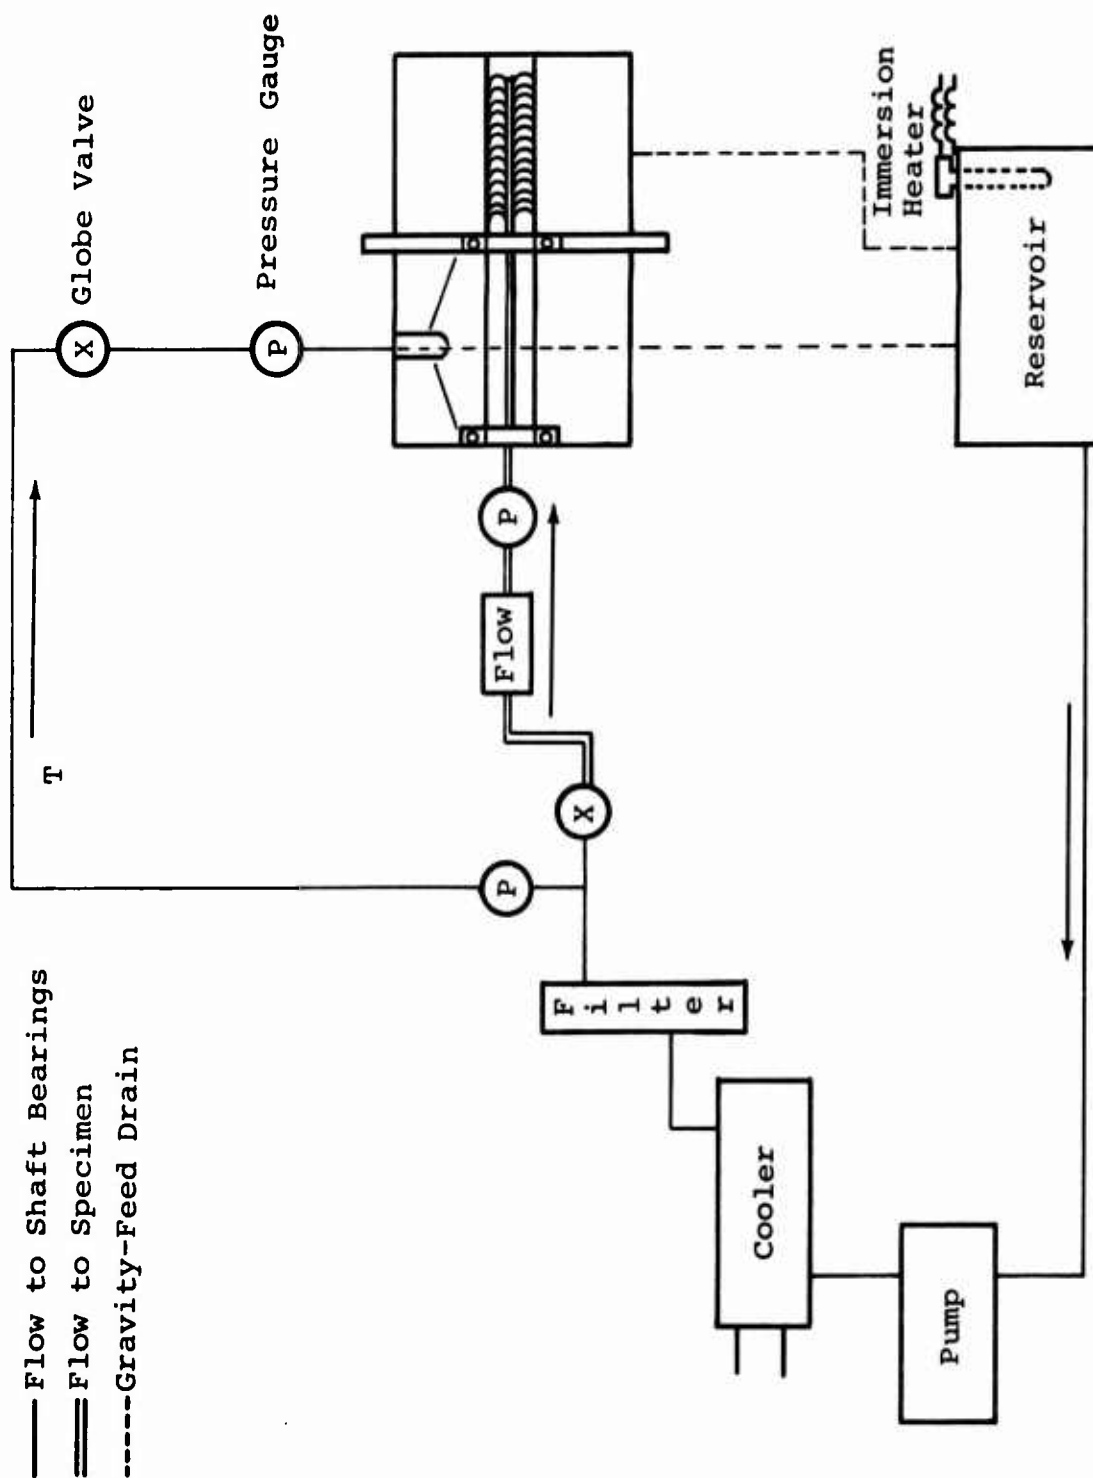 Flow to Shaft Bearings
Flow to Specimen
Gravity-Feed Drain
T
X
Globe Valve
P
Pressure Gauge
P
X
Flow
P
Filter
Cooler
Pump
Immersion
Heater
Reservoir